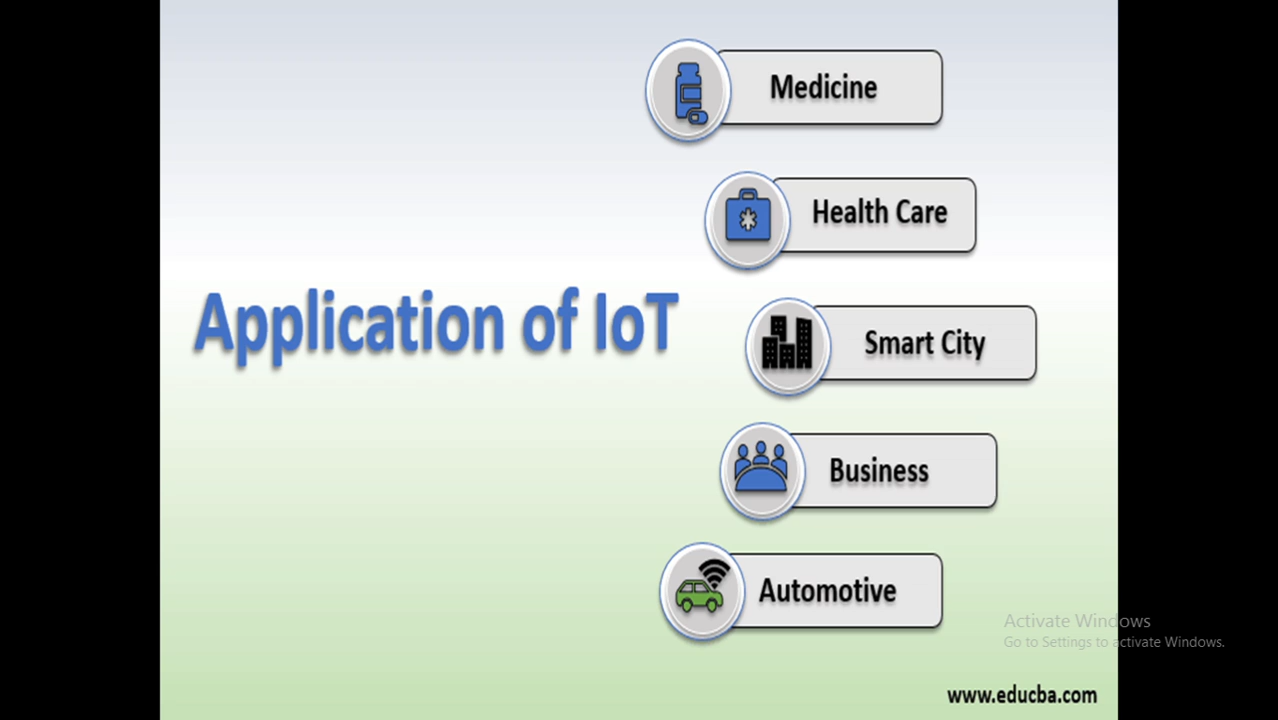 Application of IoT
Medicine
Health Care
Smart City
Business
Automotive
Activate Windows
Go to Settings to activate Windows.
www.educba.com